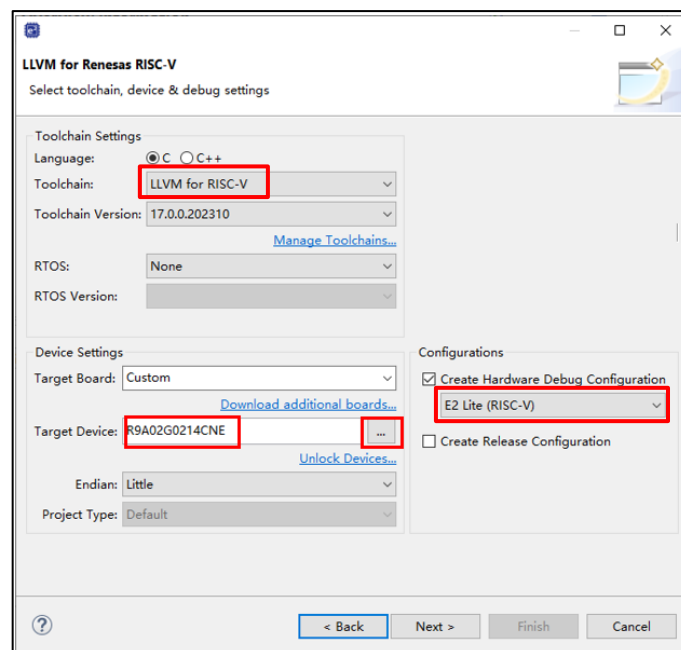 LLVM for Renesas RISC-V
Select toolchain, device & debug settings
Toolchain Settings
Language: C C++
Toolchain: LLVM for RISC-V
Toolchain Version: 17.0.0.202310
Manage Toolchains...
RTOS: None
RTOS Version:
Device Settings
Target Board: Custom
Download additional boards...
Target Device: R9A02G0214CNE ...
Unlock Devices...
Endian: Little
Project Type: Default
Configurations
Create Hardware Debug Configuration
E2 Lite (RISC-V)
Create Release Configuration
? < Back Next > Finish Cancel